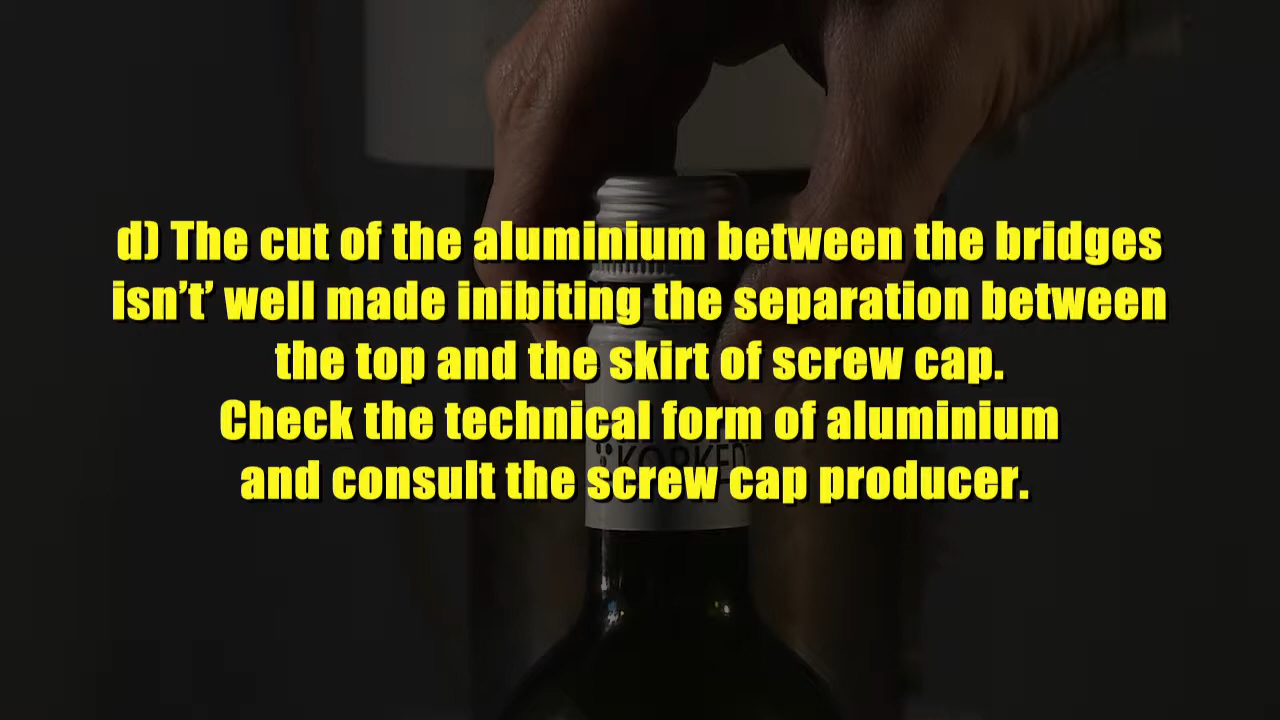 d) The cut of the aluminium between the bridges
isn’t’ well made inibiting the separation between
the top and the skirt of screw cap.
Check the technical form of aluminium
and consult the screw cap producer.
KORKED